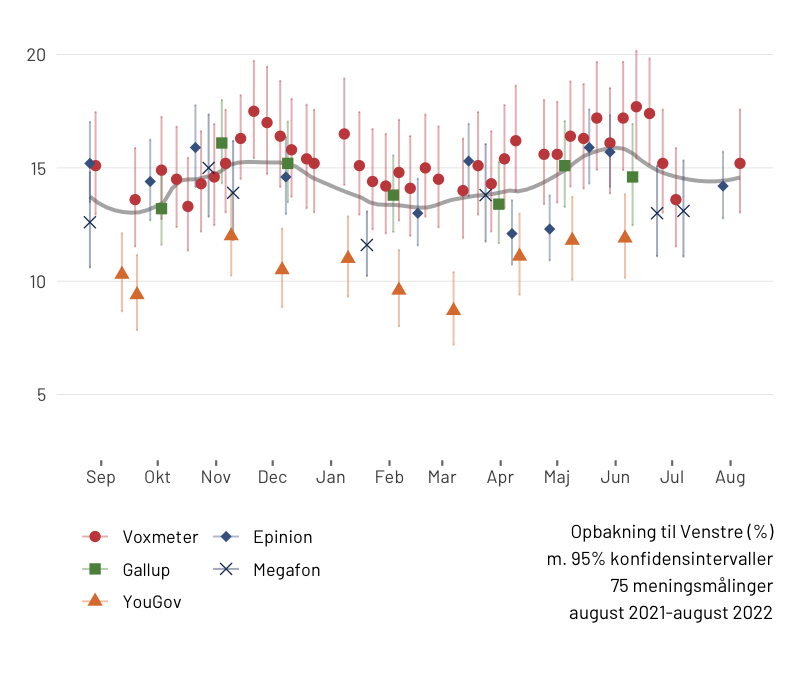 20
15
10
5
Sep Okt Nov Dec Jan Feb Mar Apr Maj Jun Jul Aug
Voxmeter Epinion
Gallup Megafon
YouGov
Opbakning til Venstre (%)
m. 95% konfidensintervaller
75 meningsmålinger
august 2021-august 2022